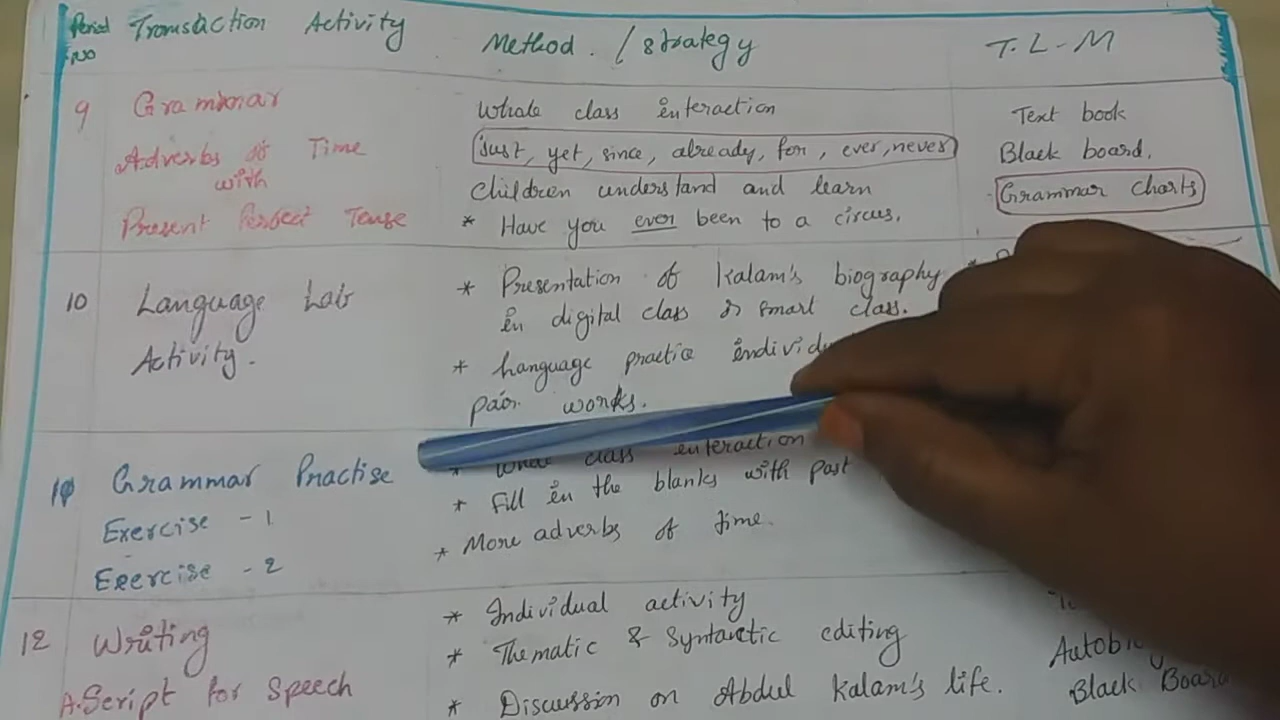 Period No Transaction Activity Method / Strategy T.L-M
9 Grammar
Adverbs of Time
with
Present Perfect Tense
Whole class interaction
Just, yet, since, already, for, ever, never
Children understand and learn
* Have you ever been to a circus.
Text book
Black board.
Grammar Charts
10 Language Lab
Activity.
* Presentation of Kalam's biography
in digital class or smart class.
* Language practice
pair works.
Grammar Practise
Exercise - 1
Exercise - 2
* class interaction
* Fill in the blanks with past
* More adverbs of time.
12 Writing
A. Script for Speech
* Individual activity
* Thematic & Syntactic editing
* Discussion on Abdul Kalam's life.
Black Board